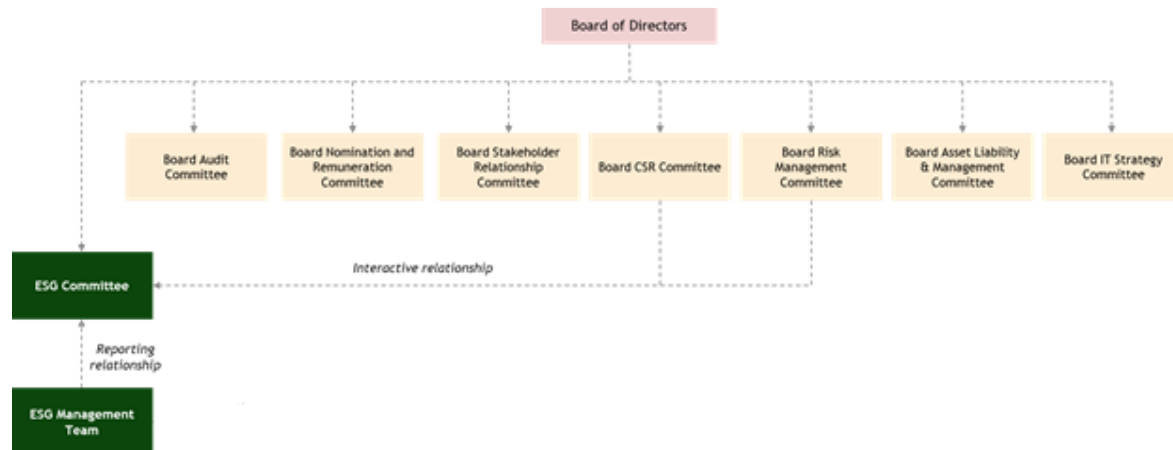 Board of Directors
Board Audit
Committee
Board Nomination and
Remuneration
Committee
Board Stakeholder
Relationship
Committee
Board CSR Committee
Board Risk
Management
Committee
Board Asset Liability
& Management
Committee
Board IT Strategy
Committee
Interactive relationship
ESG Committee
Reporting
relationship
ESG Management
Team